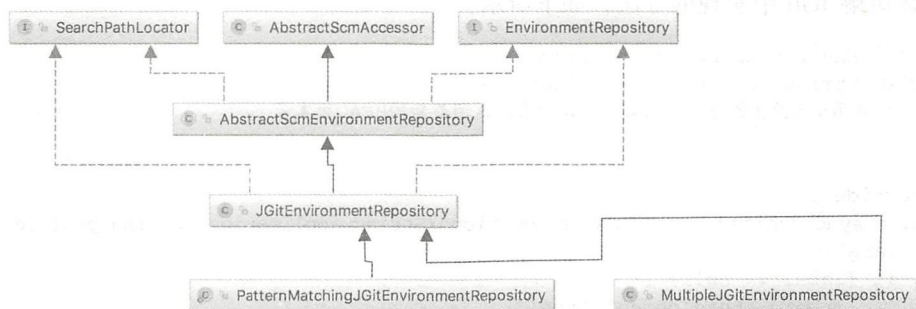 SearchPathLocator
AbstractScmAccessor
EnvironmentRepository
AbstractScmEnvironmentRepository
JGitEnvironmentRepository
PatternMatchingJGitEnvironmentRepository
MultipleJGitEnvironmentRepository